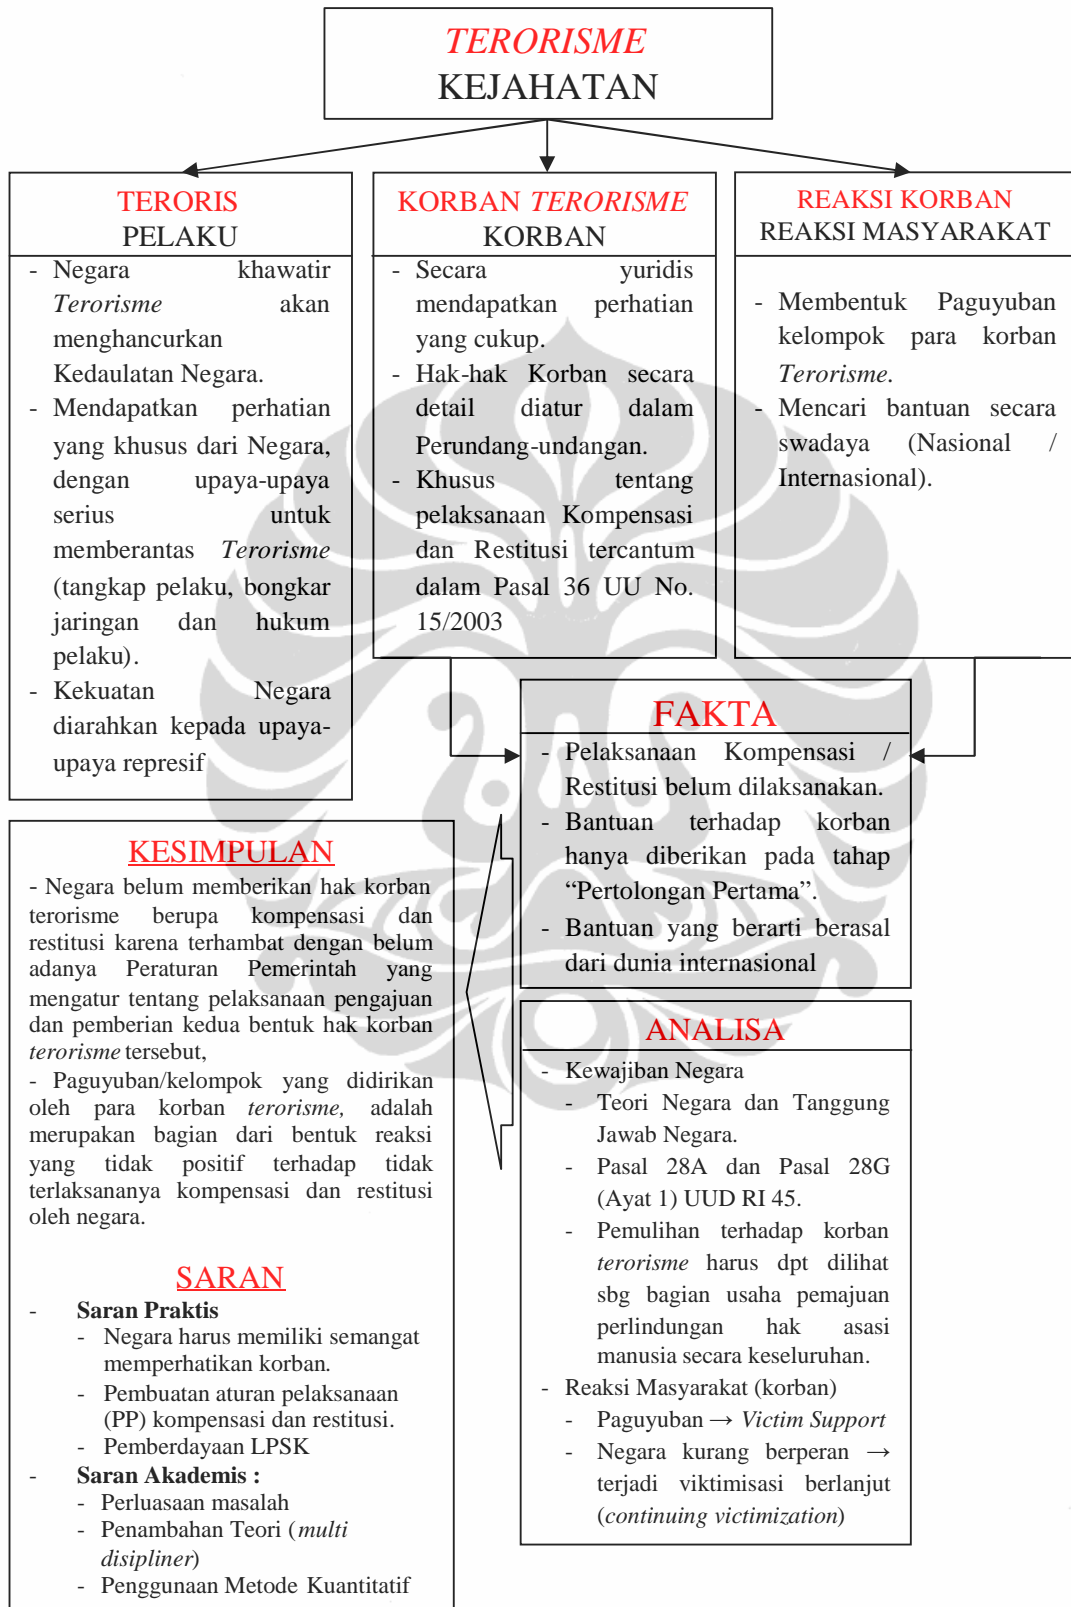 TERORISME
KEJAHATAN
TERORIS
PELAKU
- Negara khawatir
Terorisme akan
menghancurkan
Kedaulatan Negara.
- Mendapatkan perhatian
yang khusus dari Negara,
dengan upaya-upaya
serius untuk
memberantas Terorisme
(tangkap pelaku, bongkar
jaringan dan hukum
pelaku).
- Kekuatan Negara
diarahkan kepada upaya-
upaya represif
KORBAN TERORISME
KORBAN
- Secara yuridis
mendapatkan perhatian
yang cukup.
- Hak-hak Korban secara
detail diatur dalam
Perundang-undangan.
- Khusus tentang
pelaksanaan Kompensasi
dan Restitusi tercantum
dalam Pasal 36 UU No.
15/2003
REAKSI KORBAN
REAKSI MASYARAKAT
- Membentuk Paguyuban
kelompok para korban
Terorisme.
- Mencari bantuan secara
swadaya (Nasional /
Internasional).
FAKTA
- Pelaksanaan Kompensasi /
Restitusi belum dilaksanakan.
- Bantuan terhadap korban
hanya diberikan pada tahap
“Pertolongan Pertama”.
- Bantuan yang berarti berasal
dari dunia internasional
ANALISA
- Kewajiban Negara
- Teori Negara dan Tanggung
Jawab Negara.
- Pasal 28A dan Pasal 28G
(Ayat 1) UUD RI 45.
- Pemulihan terhadap korban
terorisme harus dpt dilihat
sbg bagian usaha pemajuan
perlindungan hak asasi
manusia secara keseluruhan.
- Reaksi Masyarakat (korban)
- Paguyuban → Victim Support
- Negara kurang berperan →
terjadi viktimisasi berlanjut
(continuing victimization)
KESIMPULAN
- Negara belum memberikan hak korban
terorisme berupa kompensasi dan
restitusi karena terhambat dengan belum
adanya Peraturan Pemerintah yang
mengatur tentang pelaksanaan pengajuan
dan pemberian kedua bentuk hak korban
terorisme tersebut,
- Paguyuban/kelompok yang didirikan
oleh para korban terorisme, adalah
merupakan bagian dari bentuk reaksi
yang tidak positif terhadap tidak
terlaksananya kompensasi dan restitusi
oleh negara.
SARAN
- Saran Praktis
- Negara harus memiliki semangat
memperhatikan korban.
- Pembuatan aturan pelaksanaan
(PP) kompensasi dan restitusi.
- Pemberdayaan LPSK
- Saran Akademis :
- Perluasaan masalah
- Penambahan Teori (multi
disipliner)
- Penggunaan Metode Kuantitatif